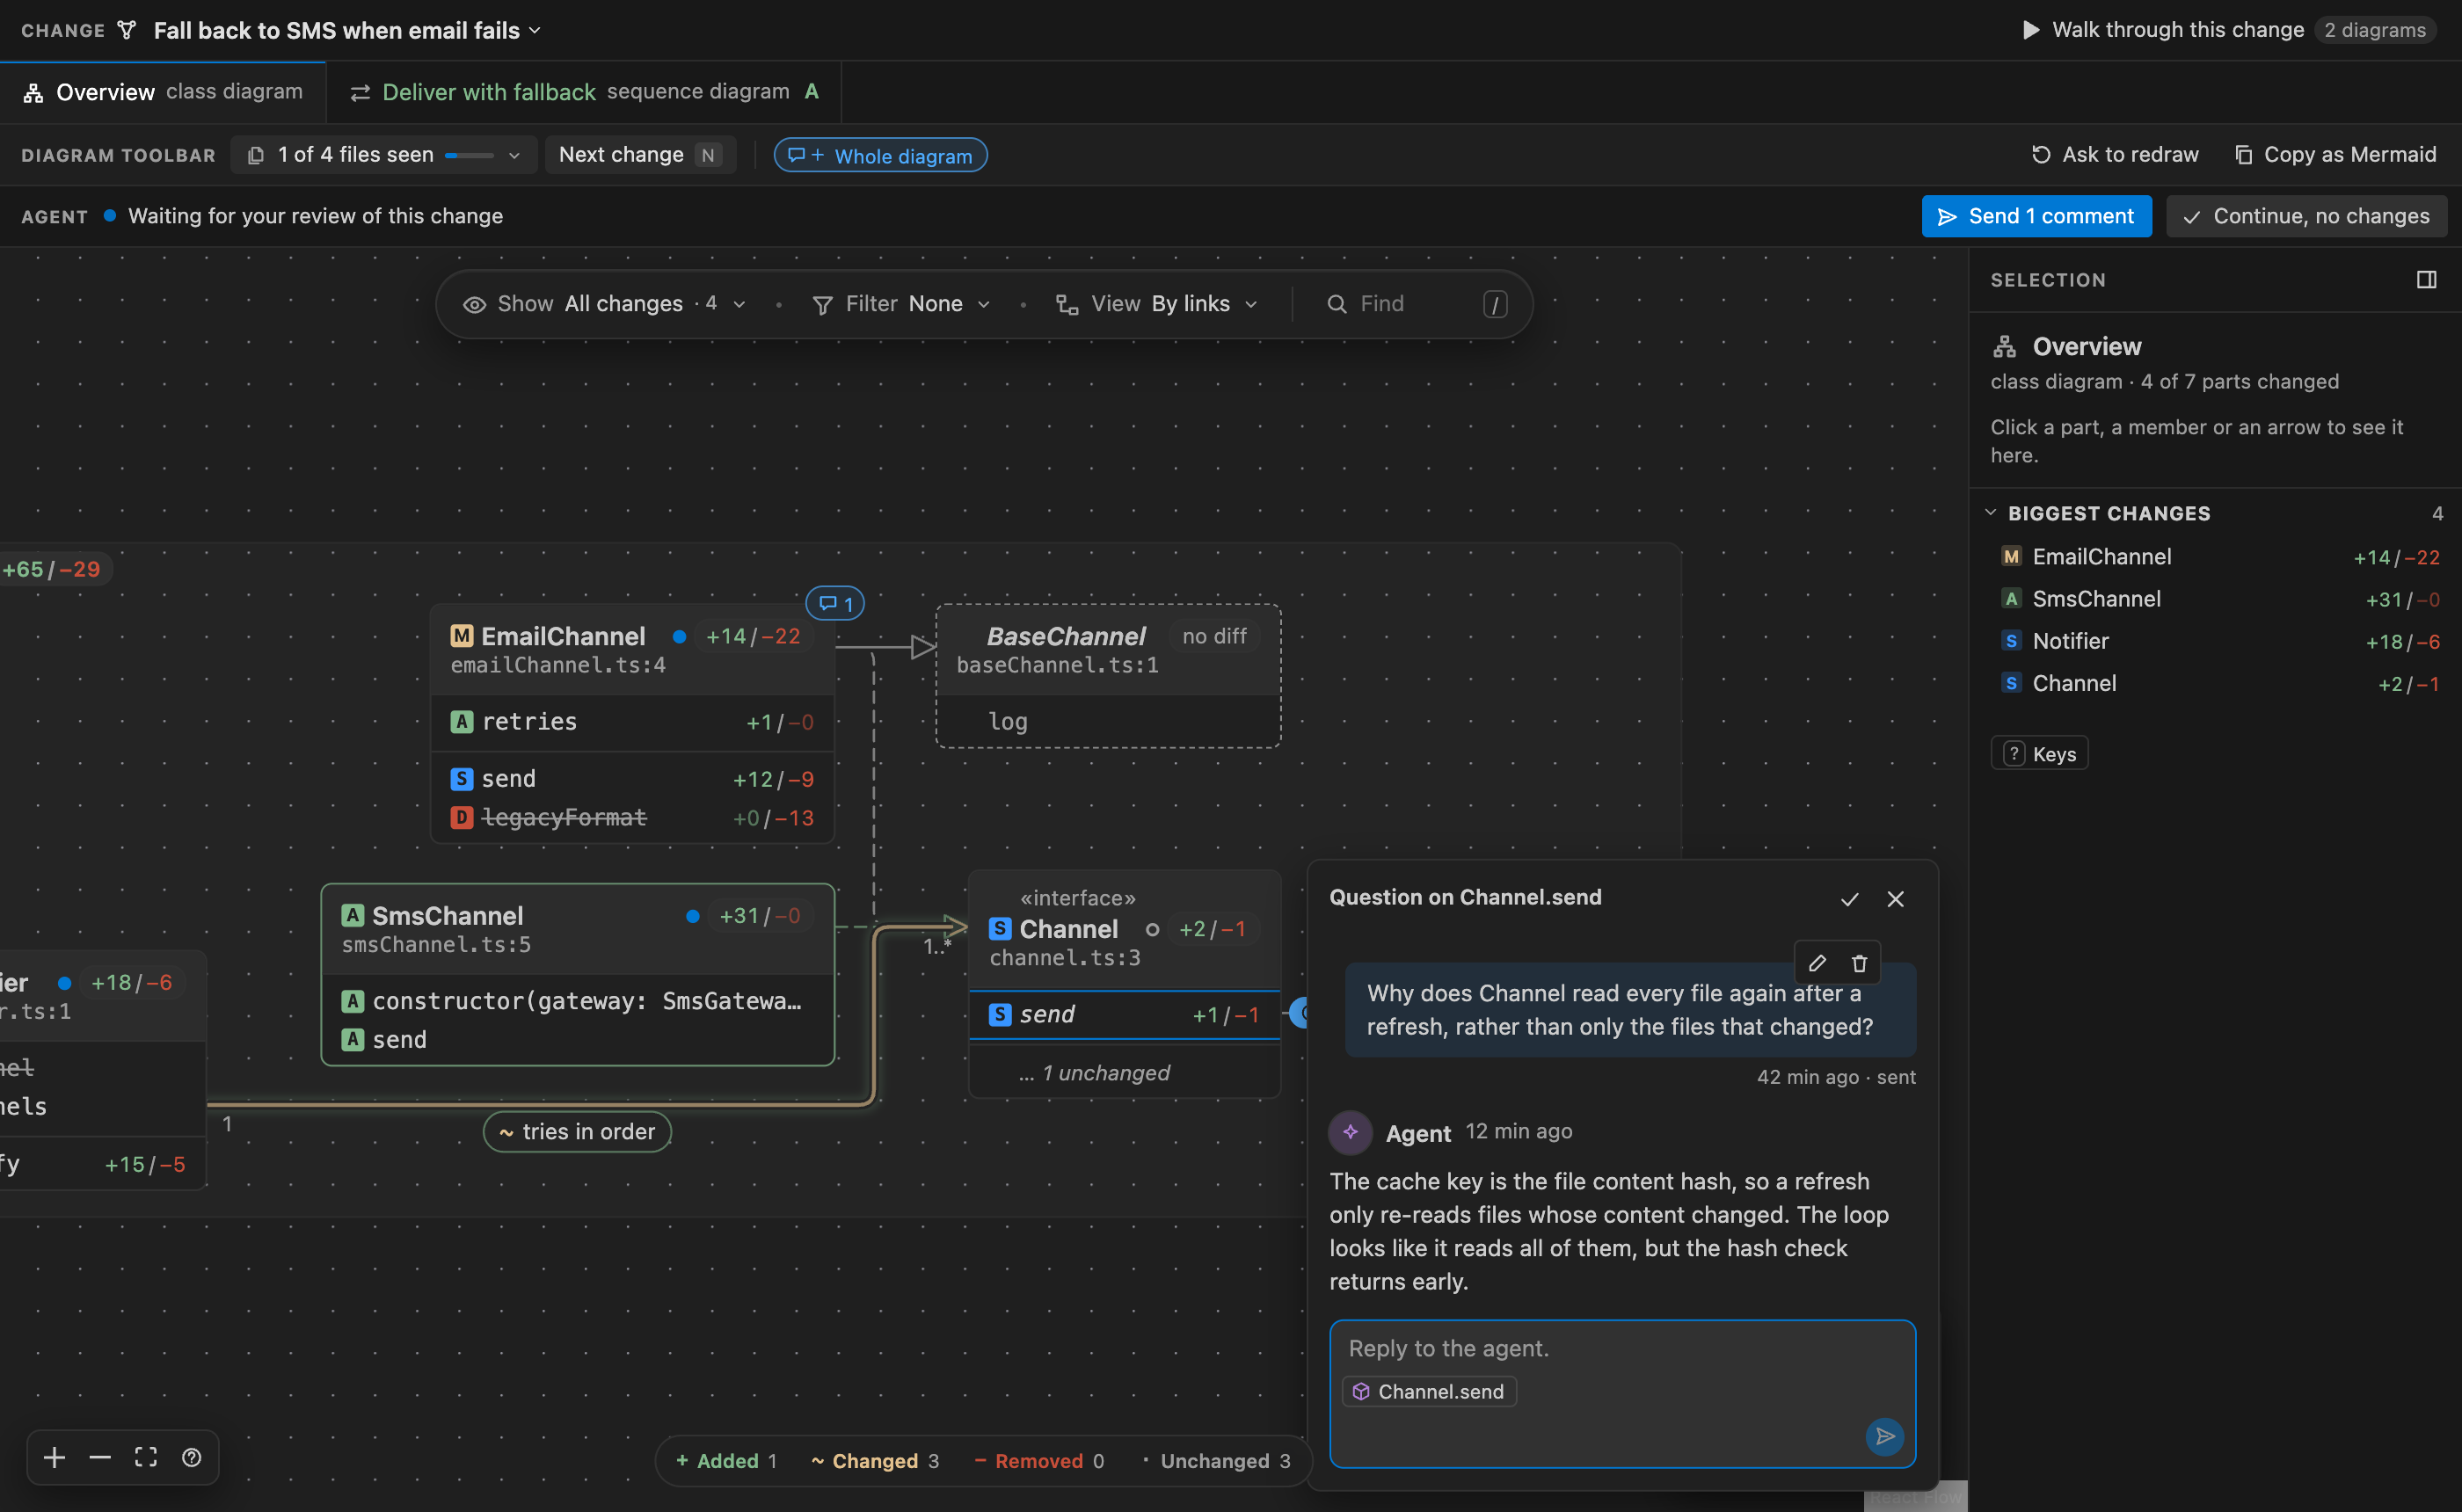 CHANGE Fall back to SMS when email fails
Walk through this change 2 diagrams
Overview class diagram
Deliver with fallback sequence diagram A
DIAGRAM TOOLBAR 1 of 4 files seen Next change N + Whole diagram
Ask to redraw Copy as Mermaid
AGENT Waiting for your review of this change
Send 1 comment Continue, no changes
Show All changes · 4 Filter None View By links Find /
SELECTION
Overview
class diagram · 4 of 7 parts changed
Click a part, a member or an arrow to see it
here.
BIGGEST CHANGES 4
M EmailChannel +14/−22
A SmsChannel +31/−0
S Notifier +18/−6
S Channel +2/−1
? Keys
+65/−29
1
M EmailChannel +14/−22
emailChannel.ts:4
A retries +1/−0
S send +12/−9
D legacyFormat +0/−13
BaseChannel no diff
baseChannel.ts:1
log
A SmsChannel +31/−0
smsChannel.ts:5
A constructor(gateway: SmsGatewa…
A send
1..*
«interface»
S Channel +2/−1
channel.ts:3
S send +1/−1
... 1 unchanged
ier +18/−6
r.ts:1
nel
nels
fy +15/−5
1
~ tries in order
Question on Channel.send
Why does Channel read every file again after a
refresh, rather than only the files that changed?
42 min ago · sent
Agent 12 min ago
The cache key is the file content hash, so a refresh
only re-reads files whose content changed. The loop
looks like it reads all of them, but the hash check
returns early.
Reply to the agent.
Channel.send
+ Added 1 ~ Changed 3 − Removed 0 · Unchanged 3
React Flow